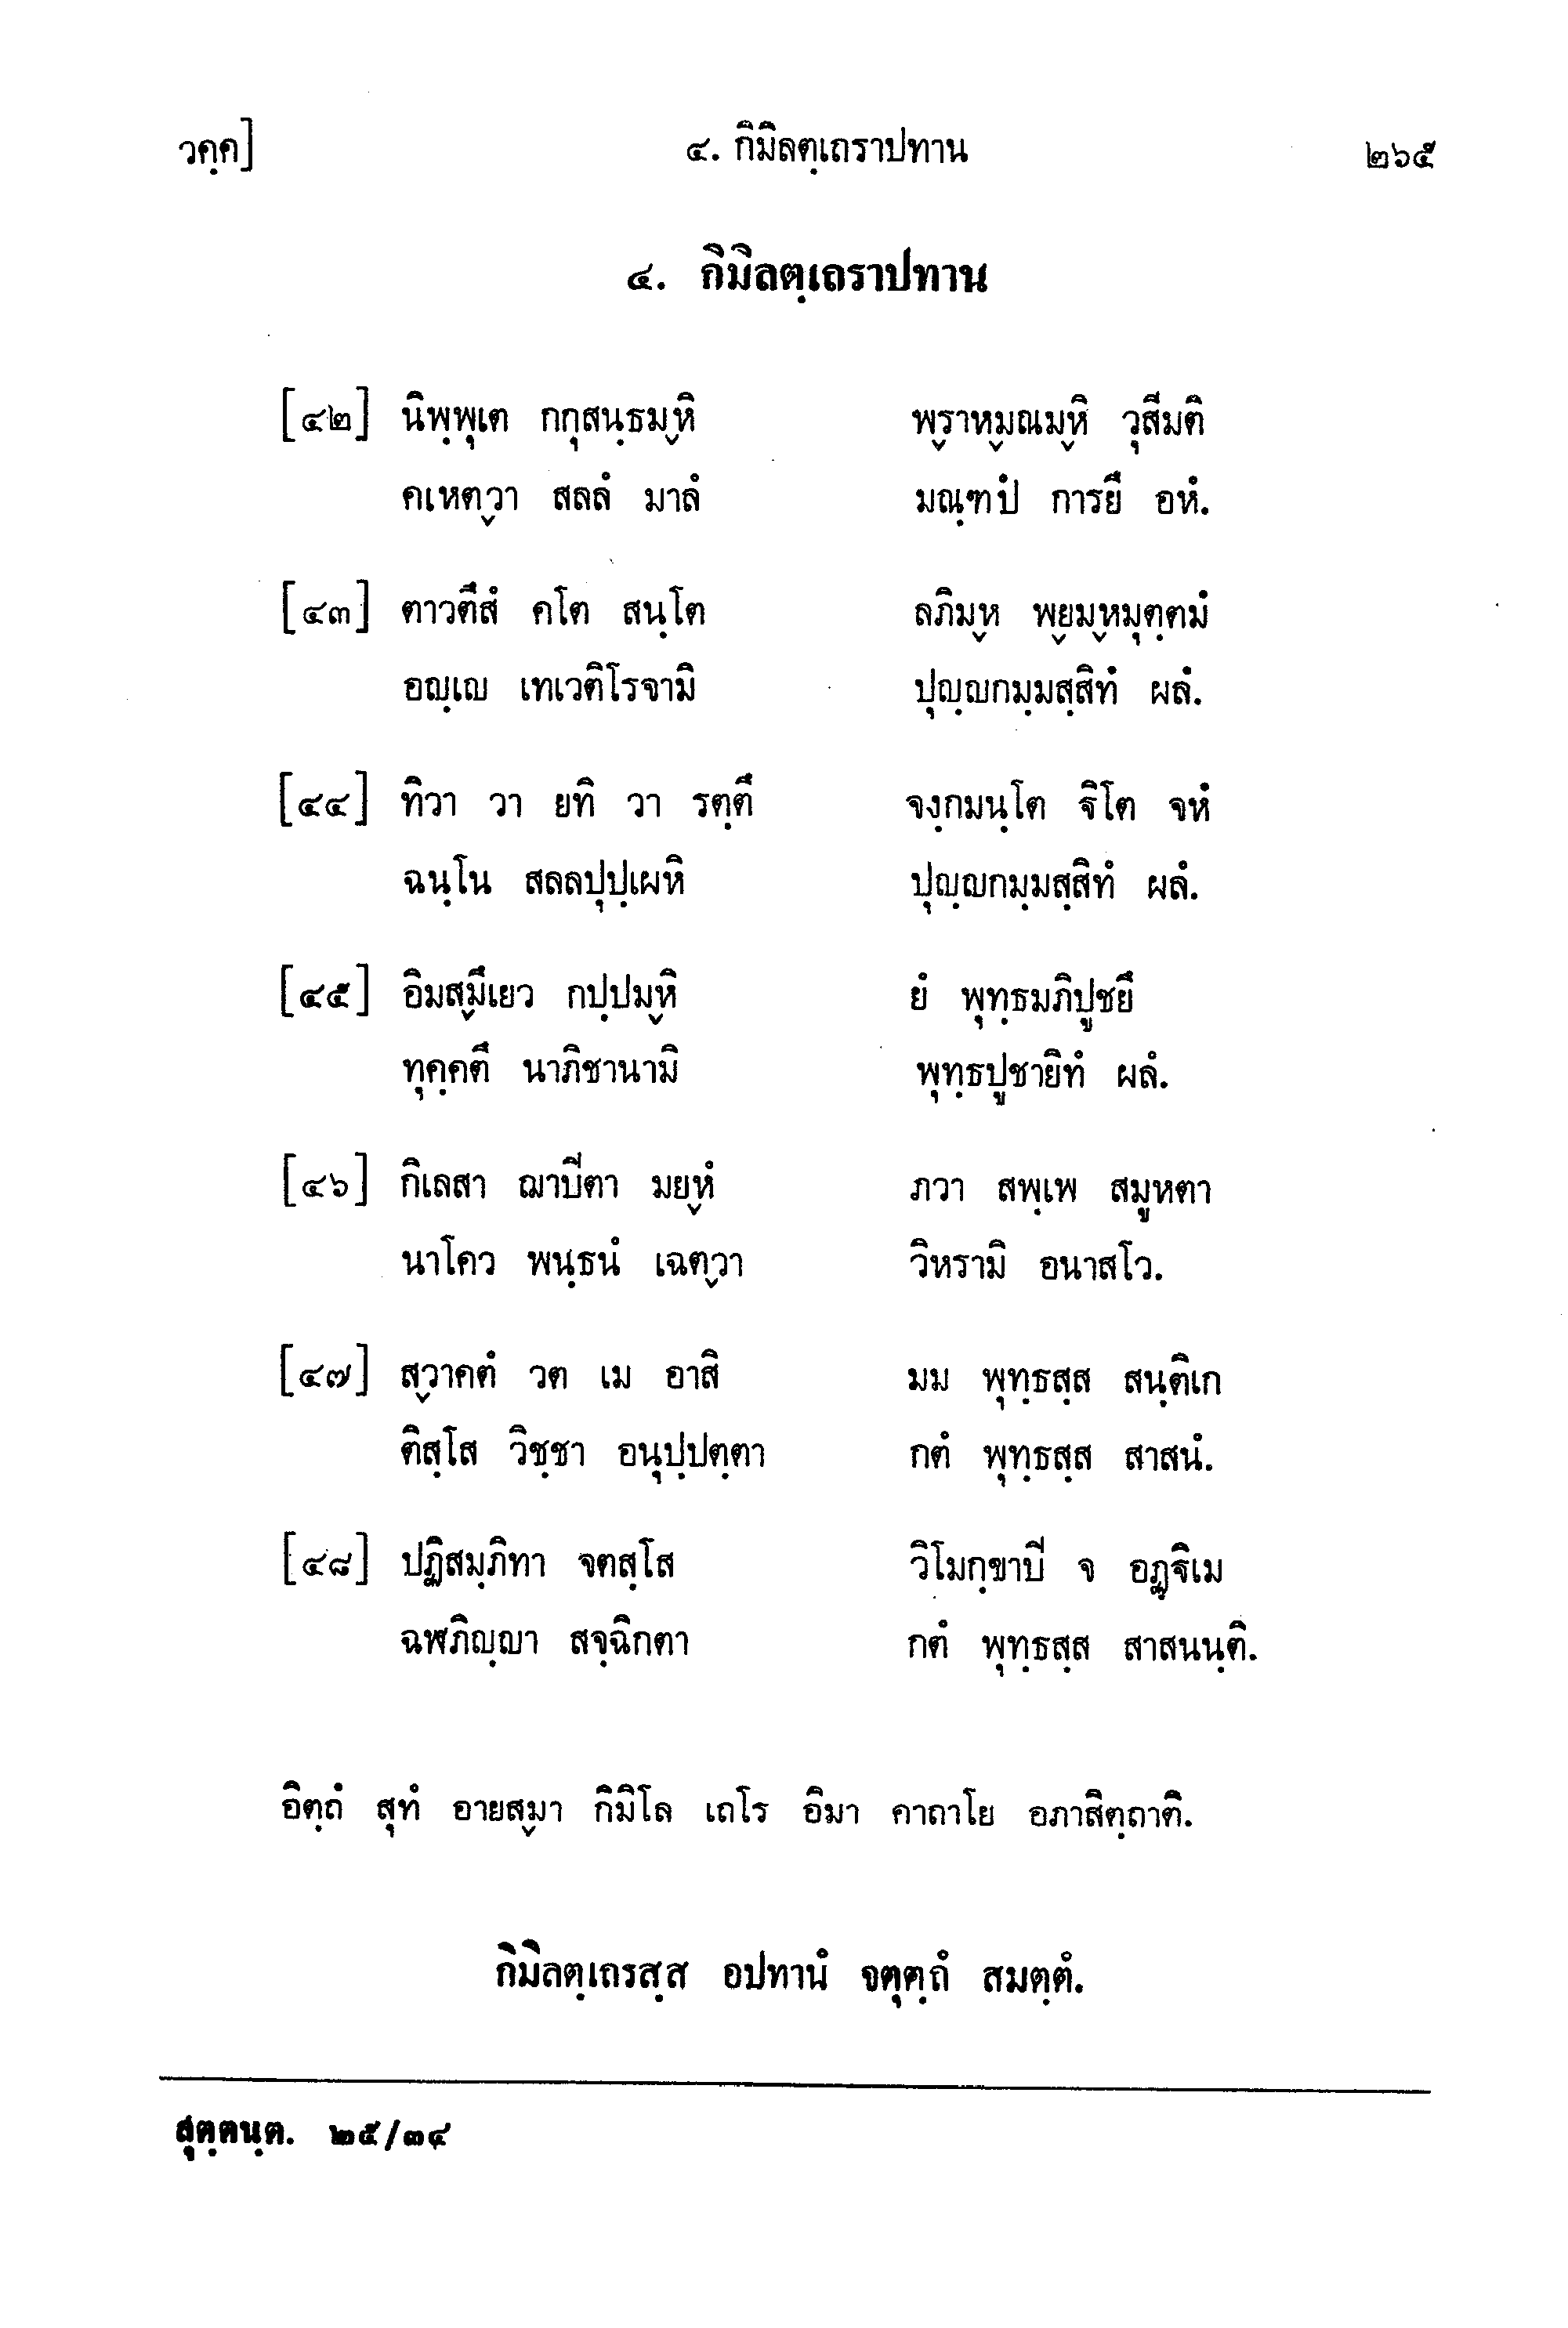 วคฺค] ๔. กิมิลตฺเถราปทาน ๒๖๕
๔. กิมิลตฺเถราปทาน
[๔๒] นิพฺพุเต กกุสนฺธมฺหิ พฺราหฺมณมฺหิ วุสีมติ
คเหตฺวา สลลํ มาลํ มณฺฑปํ การยึ อหํ.
[๔๓] ตาวตึสํ คโต สนฺโต ลภิมฺห พฺยมฺหมุตฺตมํ
อญฺเญ เทเวติโรจามิ ปุญฺญกมฺมสฺสิทํ ผลํ.
[๔๔] ทิวา วา ยทิ วา รตฺตึ จงฺกมนฺโต ฐิโต จหํ
ฉนฺโน สลลปุปฺเผหิ ปุญฺญกมฺมสฺสิทํ ผลํ.
[๔๕] อิมสฺมึเยว กปฺปมฺหิ ยํ พุทฺธมภิปูชยึ
ทุคฺคตึ นาภิชานามิ พุทฺธปูชายิทํ ผลํ.
[๔๖] กิเลสา ฌาปีตา มยฺหํ ภวา สพฺเพ สมูหตา
นาโคว พนฺธนํ เฉตฺวา วิหรามิ อนาสโว.
[๔๗] สฺวาคตํ วต เม อาสิ มม พุทฺธสฺส สนฺติเก
ติสฺโส วิชฺชา อนุปฺปตฺตา กตํ พุทฺธสฺส สาสนํ.
[๔๘] ปฏิสมฺภิทา จตสฺโส วิโมกฺขาปี จ อฏฺฐิเม
ฉฬภิญฺญา สจฺฉิกตา กตํ พุทฺธสฺส สาสนนฺติ.
อิตฺถํ สุทํ อายสฺมา กิมิโล เถโร อิมา คาถาโย อภาสิตฺถาติ.
กิมิลตฺเถรสฺส อปทานํ จตุตฺถํ สมตฺตํ.
สุตฺตนฺต. ๒๕/๓๔